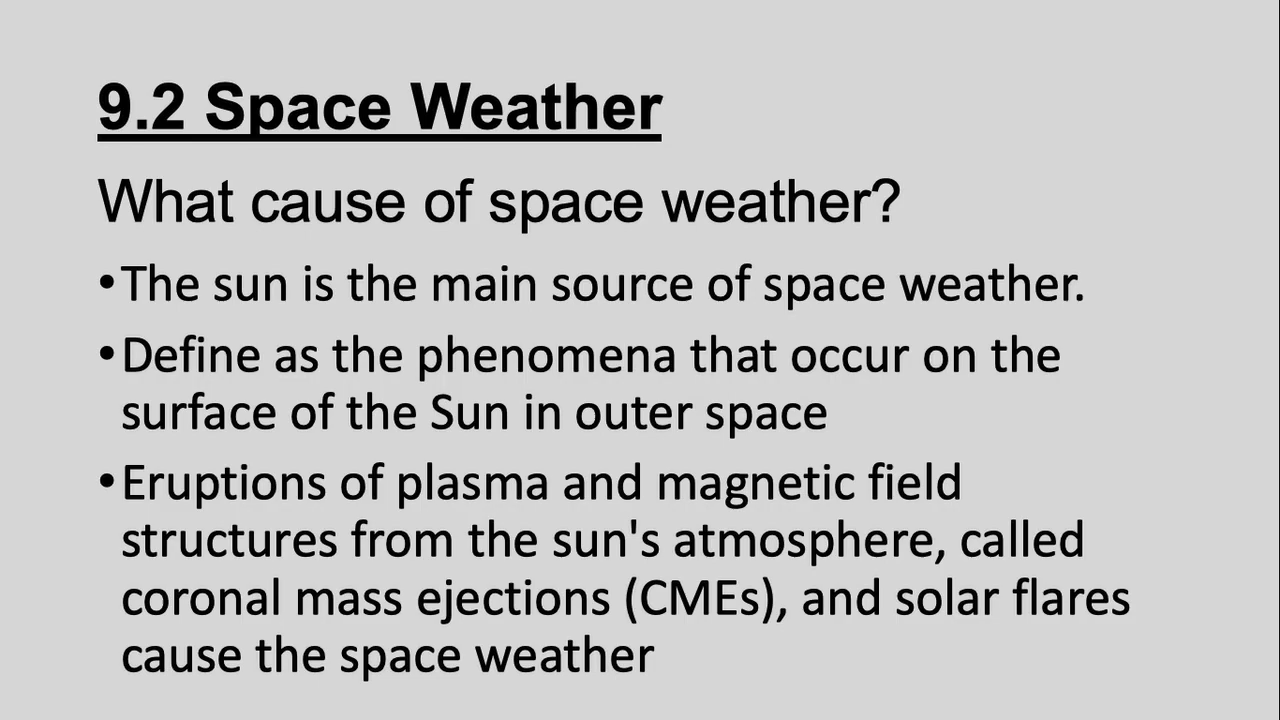 9.2 Space Weather
What cause of space weather?
•The sun is the main source of space weather.
•Define as the phenomena that occur on the
surface of the Sun in outer space
•Eruptions of plasma and magnetic field
structures from the sun's atmosphere, called
coronal mass ejections (CMEs), and solar flares
cause the space weather